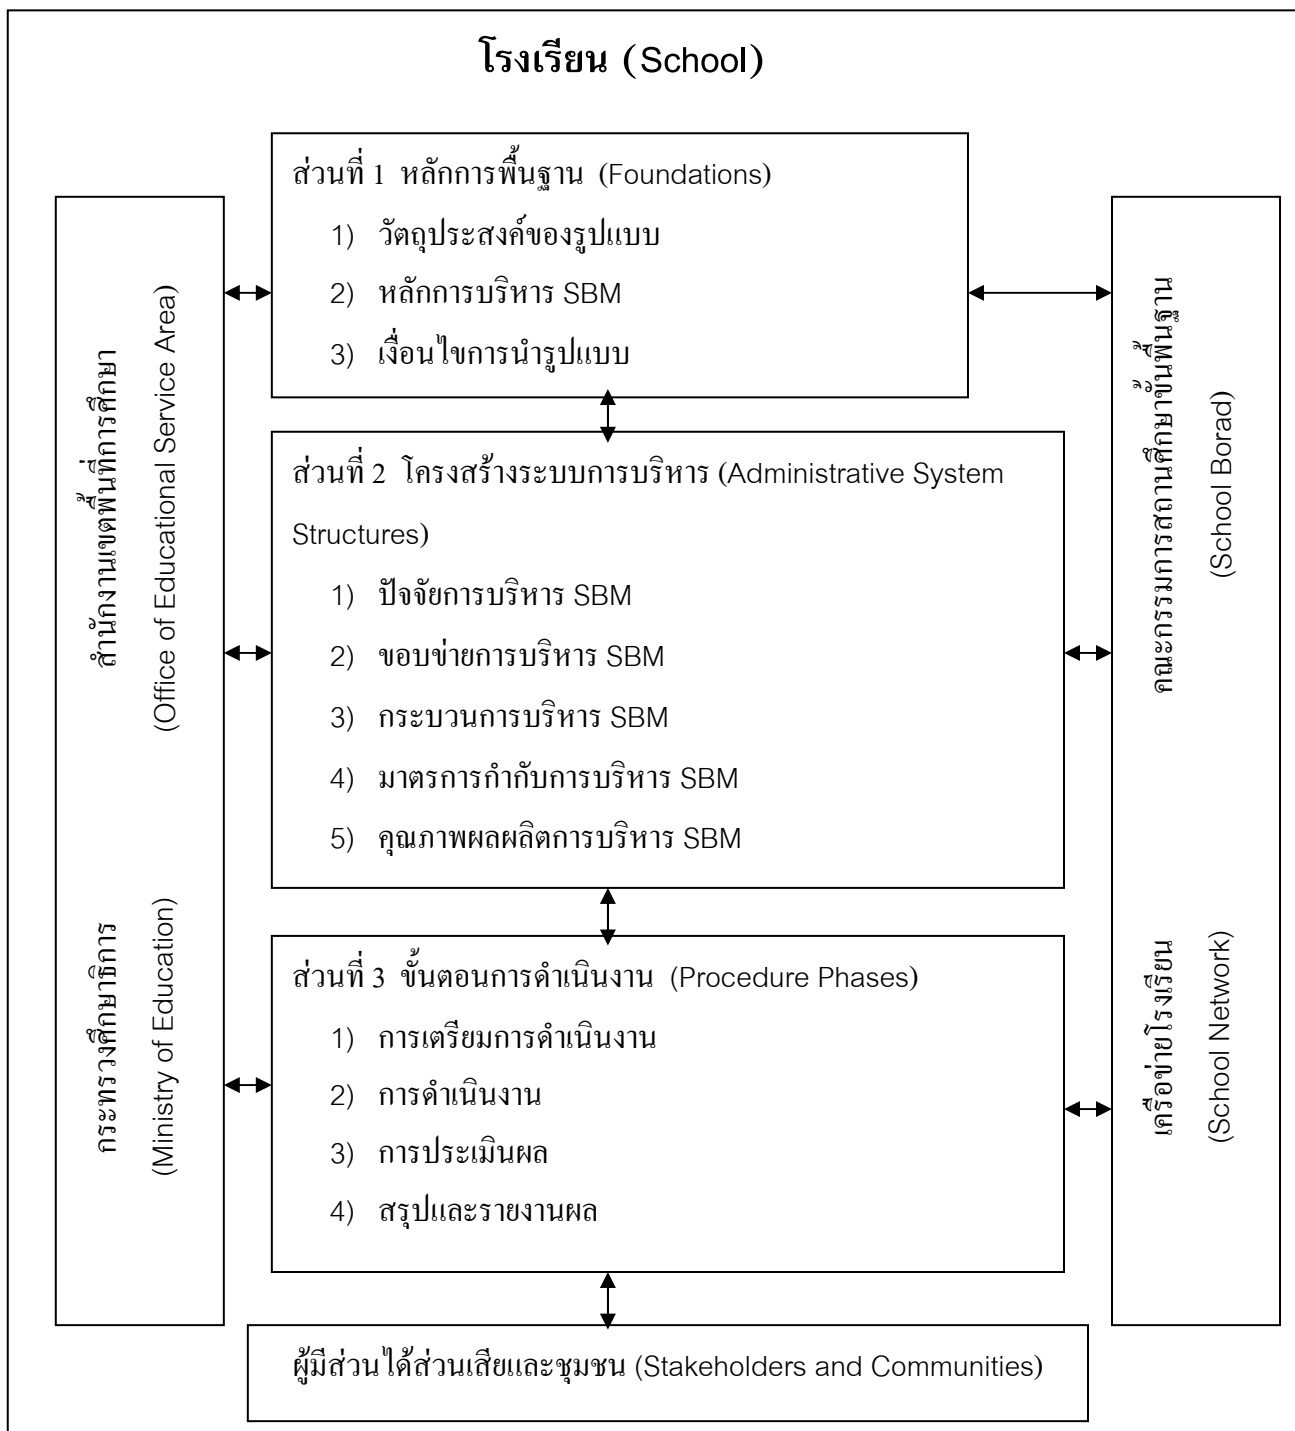 โรงเรียน (School)
ส่วนที่ 1 หลักการพื้นฐาน (Foundations)
1) วัตถุประสงค์ของรูปแบบ
2) หลักการบริหาร SBM
3) เงื่อนไขการนำรูปแบบ
ส่วนที่ 2 โครงสร้างระบบการบริหาร (Administrative System
Structures)
1) ปัจจัยการบริหาร SBM
2) ขอบข่ายการบริหาร SBM
3) กระบวนการบริหาร SBM
4) มาตรการกำกับการบริหาร SBM
5) คุณภาพผลผลิตการบริหาร SBM
ส่วนที่ 3 ขั้นตอนการดำเนินงาน (Procedure Phases)
1) การเตรียมการดำเนินงาน
2) การดำเนินงาน
3) การประเมินผล
4) สรุปและรายงานผล
ผู้มีส่วนได้ส่วนเสียและชุมชน (Stakeholders and Communities)
กระทรวงศึกษาธิการ สำนักงานเขตพื้นที่การศึกษา
(Ministry of Education) (Office of Educational Service Area)
เครือข่ายโรงเรียน คณะกรรมการสถานศึกษาขั้นพื้นฐาน
(School Network) (School Borad)